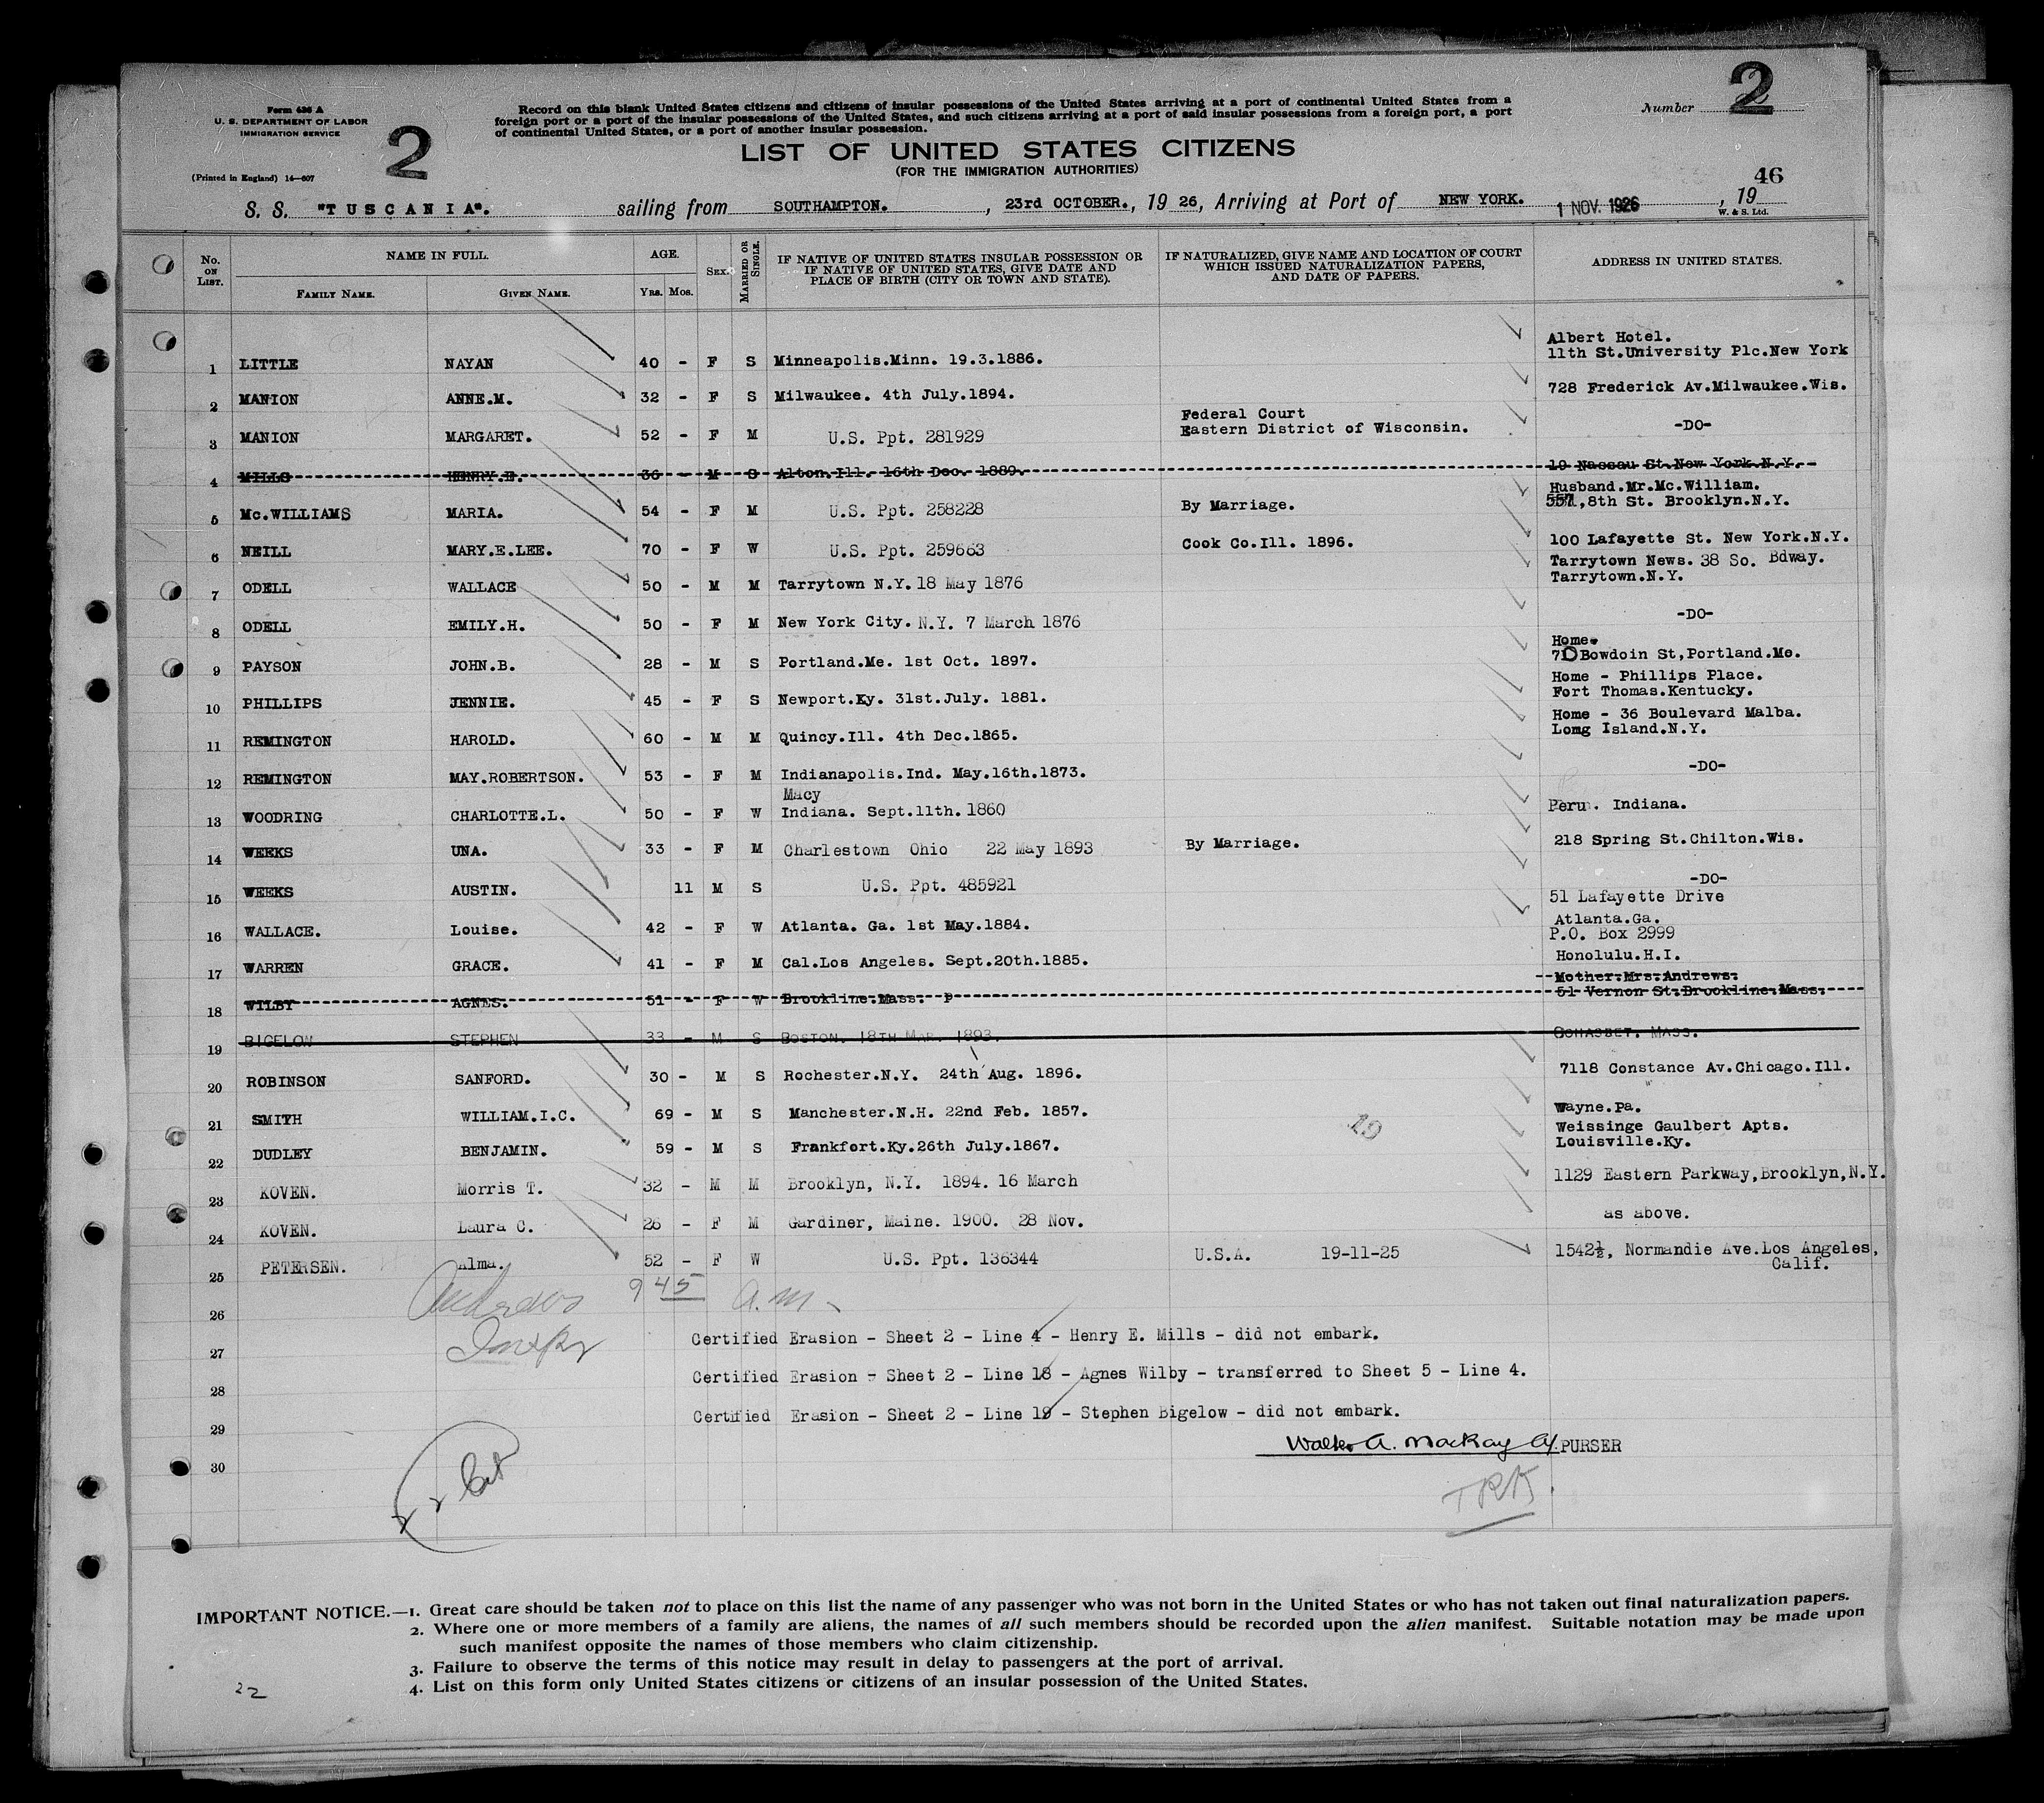 Form 436 A
U. S. DEPARTMENT OF LABOR
IMMIGRATION SERVICE
2
(Printed in England) 14—607
Record on this blank United States citizens and citizens of insular possessions of the United States arriving at a port of continental United States from a
foreign port or a port of the insular possessions of the United States, and such citizens arriving at a port of said insular possessions from a foreign port, a port
of continental United States, or a port of another insular possession.
Number 2
LIST OF UNITED STATES CITIZENS
(FOR THE IMMIGRATION AUTHORITIES)
46
S. S. "TUSCANIA". sailing from SOUTHAMPTON. , 23rd OCTOBER., 19 26, Arriving at Port of NEW YORK. 1 NOV. 1926 , 19
W. & S. Ltd.
No. ON LIST. NAME IN FULL. AGE. SEX. MARRIED OR SINGLE. IF NATIVE OF UNITED STATES INSULAR POSSESSION OR IF NATIVE OF UNITED STATES, GIVE DATE AND PLACE OF BIRTH (CITY OR TOWN AND STATE). IF NATURALIZED, GIVE NAME AND LOCATION OF COURT WHICH ISSUED NATURALIZATION PAPERS, AND DATE OF PAPERS. ADDRESS IN UNITED STATES.
FAMILY NAME. GIVEN NAME. Yrs. Mos.
Albert Hotel.
1 LITTLE NAYAN 40 - F S Minneapolis.Minn. 19.3.1886. 11th St.University Plc.New York
2 MANION ANNE.M. 32 - F S Milwaukee. 4th July.1894. 728 Frederick Av.Milwaukee.Wis.
Federal Court
3 MANION MARGARET. 52 - F M U.S. Ppt. 281929 Eastern District of Wisconsin. -DO-
4 MILLS HENRY.E. 36 - M S Alton.Ill. 16th Dec. 1889. 19 Nassau St.New York.N.Y.
Husband.Mr.Mc.William.
5 Mc.WILLIAMS MARIA. 54 - F M U.S. Ppt. 258228 By Marriage. 557,8th St. Brooklyn.N.Y.
6 NEILL MARY.E.LEE. 70 - F W U.S. Ppt. 259663 Cook Co.Ill. 1896. 100 Lafayette St. New York.N.Y.
Tarrytown News. 38 So. Bdway.
7 ODELL WALLACE 50 - M M Tarrytown N.Y. 18 May 1876 Tarrytown.N.Y.
8 ODELL EMILY.H. 50 - F M New York City. N.Y. 7 March 1876 -DO-
Home.
9 PAYSON JOHN.B. 28 - M S Portland.Me. 1st Oct. 1897. 70 Bowdoin St,Portland.Me.
Home - Phillips Place.
10 PHILLIPS JENNIE. 45 - F S Newport.Ky. 31st.July. 1881. Fort Thomas.Kentucky.
Home - 36 Boulevard Malba.
11 REMINGTON HAROLD. 60 - M M Quincy.Ill. 4th Dec.1865. Lomg Island.N.Y.
12 REMINGTON MAY.ROBERTSON. 53 - F M Indianapolis.Ind. May.16th.1873. -DO-
Macy
13 WOODRING CHARLOTTE.L. 50 - F W Indiana. Sept.11th. 1860 Peru. Indiana.
14 WEEKS UNA. 33 - F M Charlestown Ohio 22 May 1893 By Marriage. 218 Spring St.Chilton.Wis.
15 WEEKS AUSTIN. 11 M S U.S. Ppt. 485921 -DO-
51 Lafayette Drive
16 WALLACE. Louise. 42 - F W Atlanta. Ga. 1st May.1884. Atlanta.Ga.
P.O. Box 2999
17 WARREN GRACE. 41 - F M Cal.Los Angeles. Sept.20th.1885. Honolulu.H.I.
Mother.Mrs.Andrews.
18 WILBY AGNES. 51 - F W Brookline.Mass. P 51 Vernon St.Brookline.Mass.
19 BIGELOW STEPHEN 33 - M S BOSTON. 18TH MAR. 1893. COHASSET. MASS.
20 ROBINSON SANFORD. 30 - M S Rochester.N.Y. 24th Aug. 1896. 7118 Constance Av.Chicago.Ill.
21 SMITH WILLIAM.I.C. 69 - M S Manchester.N.H. 22nd Feb. 1857. Wayne.Pa.
19
Weissinge Gaulbert Apts.
22 DUDLEY BENJAMIN. 59 - M S Frankfort.Ky.26th July.1867. Louisville.Ky.
23 KOVEN. Morris T. 32 - M M Brooklyn, N.Y. 1894. 16 March 1129 Eastern Parkway,Brooklyn,N.Y.
24 KOVEN. Laura C. 26 - F M Gardiner, Maine. 1900. 28 Nov. as above.
25 PETERSEN. Alma. 52 - F W U.S. Ppt. 136344 U.S.A. 19-11-25 1542½, Normandie Ave.Los Angeles,
Calif.
26 Andrews 9 45 a.m.
27 Inspr Certified Erasion - Sheet 2 - Line 4 - Henry E. Mills - did not embark.
28 Certified Erasion - Sheet 2 - Line 18 - Agnes Wilby - transferred to Sheet 5 - Line 4.
29 Certified Erasion - Sheet 2 - Line 19 - Stephen Bigelow - did not embark.
Walter A. Mackay PURSER
30
TRK.
IMPORTANT NOTICE.—1. Great care should be taken not to place on this list the name of any passenger who was not born in the United States or who has not taken out final naturalization papers.
2. Where one or more members of a family are aliens, the names of all such members should be recorded upon the alien manifest. Suitable notation may be made upon
such manifest opposite the names of those members who claim citizenship.
3. Failure to observe the terms of this notice may result in delay to passengers at the port of arrival.
4. List on this form only United States citizens or citizens of an insular possession of the United States.
22